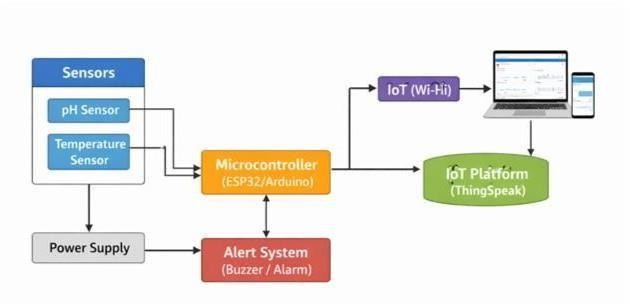 Sensors
pH Sensor
Temperature
Sensor
Microcontroller
(ESP32/Arduino)
IoT (Wi-Hi)
IoT Platform
(ThingSpeak)
Power Supply
Alert System
(Buzzer / Alarm)